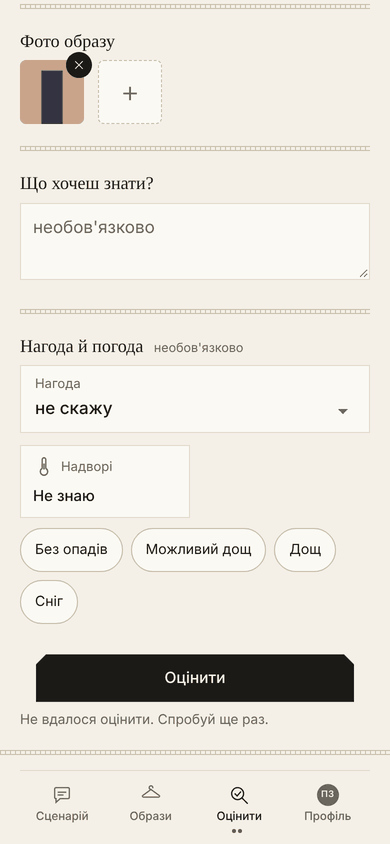 Фото образу
Що хочеш знати?
необов'язково
Нагода й погода необов'язково
Нагода
не скажу
Надворі
Не знаю
Без опадів Можливий дощ Дощ
Сніг
Оцінити
Не вдалося оцінити. Спробуй ще раз.
ПЗ
Сценарій Образи Оцінити Профіль